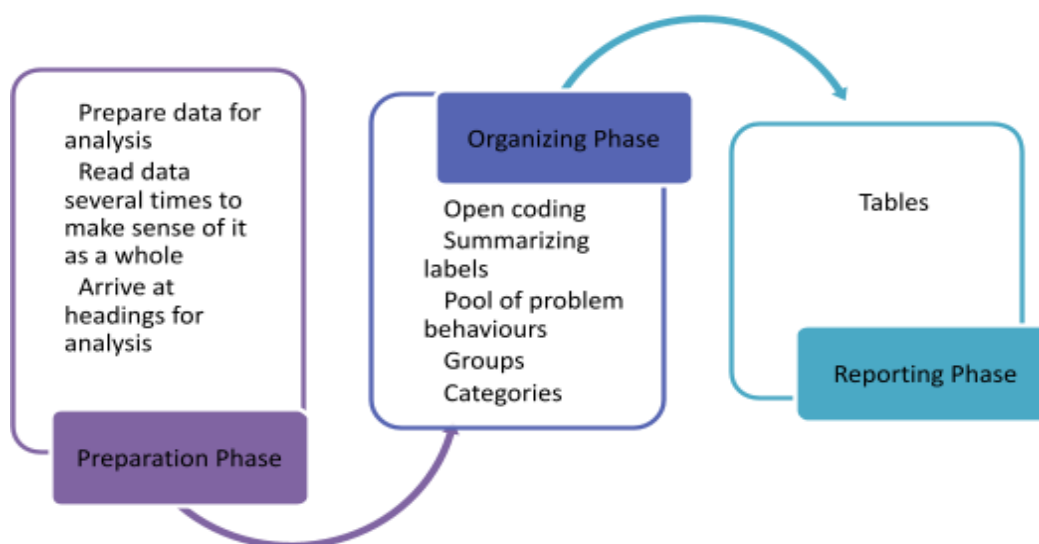 Prepare data for
analysis
Read data
several times to
make sense of it
as a whole
Arrive at
headings for
analysis
Preparation Phase
Organizing Phase
Open coding
Summarizing
labels
Pool of problem
behaviours
Groups
Categories
Tables
Reporting Phase